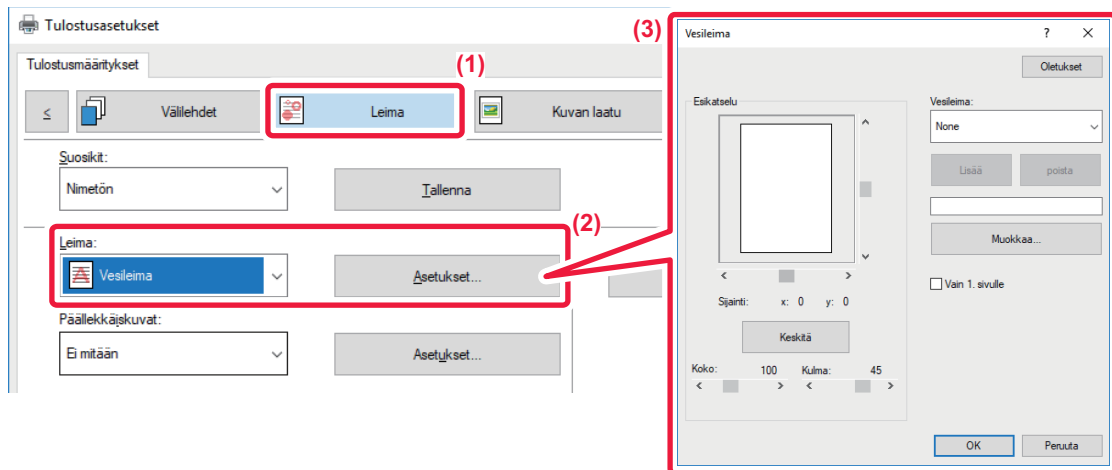 Tulostusasetukset
Tulostusmääritykset
(1)
<
Välilehdet
Leima
Kuvan laatu
Suosikit:
Nimetön
Tallenna
(2)
Leima:
Vesileima
Asetukset...
Päällekkäiskuvat:
Ei mitään
Asetukset...
(3)
Vesileima
?
Oletukset
Esikatselu
Vesileima:
None
Lisää
poista
Muokkaa...
Vain 1. sivulle
Sijainti: x: 0 y: 0
Keskitä
Koko: 100 Kulma: 45
OK
Peruuta